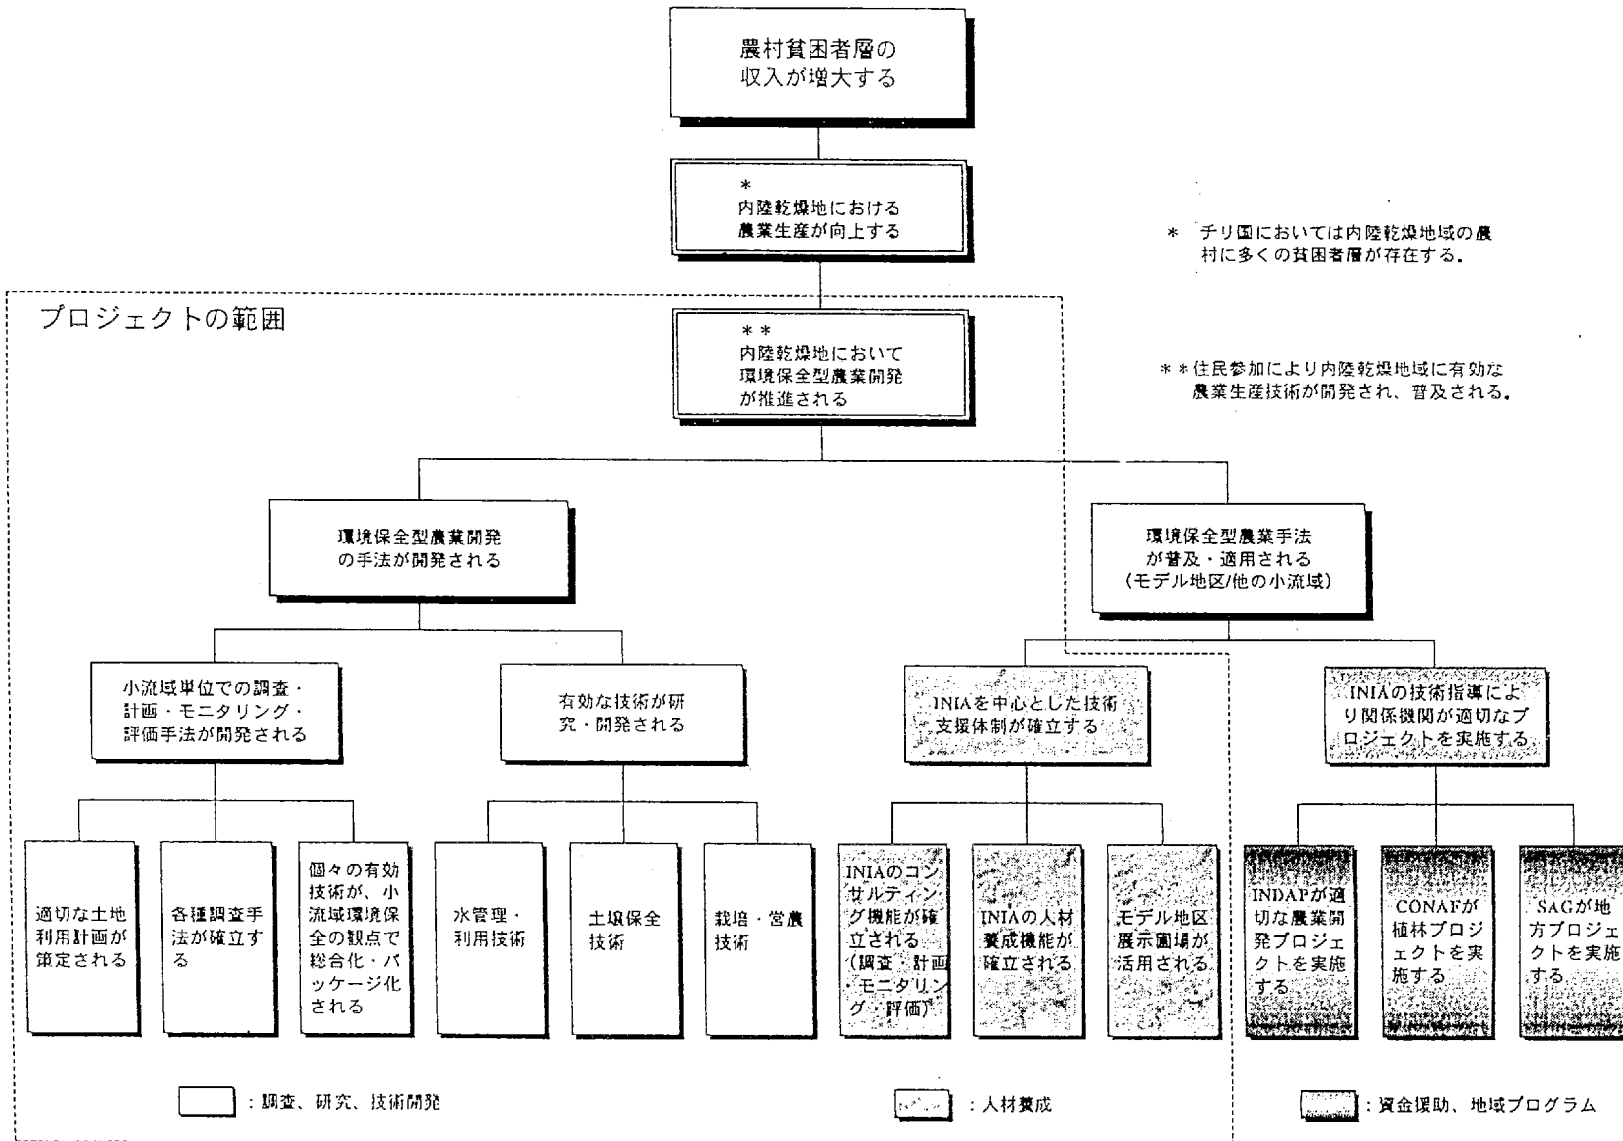 農村貧困者層の
収入が増大する
＊
内陸乾燥地における
農業生産が向上する
＊ チリ国においては内陸乾燥地域の農
村に多くの貧困者層が存在する。
プロジェクトの範囲
＊＊
内陸乾燥地において
環境保全型農業開発
が推進される
＊＊住民参加により内陸乾燥地域に有効な
農業生産技術が開発され、普及される。
環境保全型農業開発
の手法が開発される
環境保全型農業手法
が普及・適用される
(モデル地区/他の小流域)
小流域単位での調査・
計画・モニタリング・
評価手法が開発される
有効な技術が研
究・開発される
INIAを中心とした技術
支援体制が確立する
INIAの技術指導によ
り関係機関が適切なプ
ロジェクトを実施する
適切な土地
利用計画が
策定される
各種調査手
法が確立す
る
個々の有効
技術が、小
流域環境保
全の観点で
総合化・パ
ッケージ化
される
水管理・
利用技術
土壌保全
技術
栽培・営農
技術
INIAのコン
サルティン
グ機能が確
立される
(調査・計画
・モニタリン
グ・評価)
INIAの人材
養成機能が
確立される
モデル地区
展示圃場が
活用される
INDAPが適
切な農業開
発プロジェ
クトを実施
する
CONAFが
植林プロジ
ェクトを実
施する
SAGが地
方プロジェ
クトを実施
する
：調査、研究、技術開発
：人材養成
：資金援助、地域プログラム